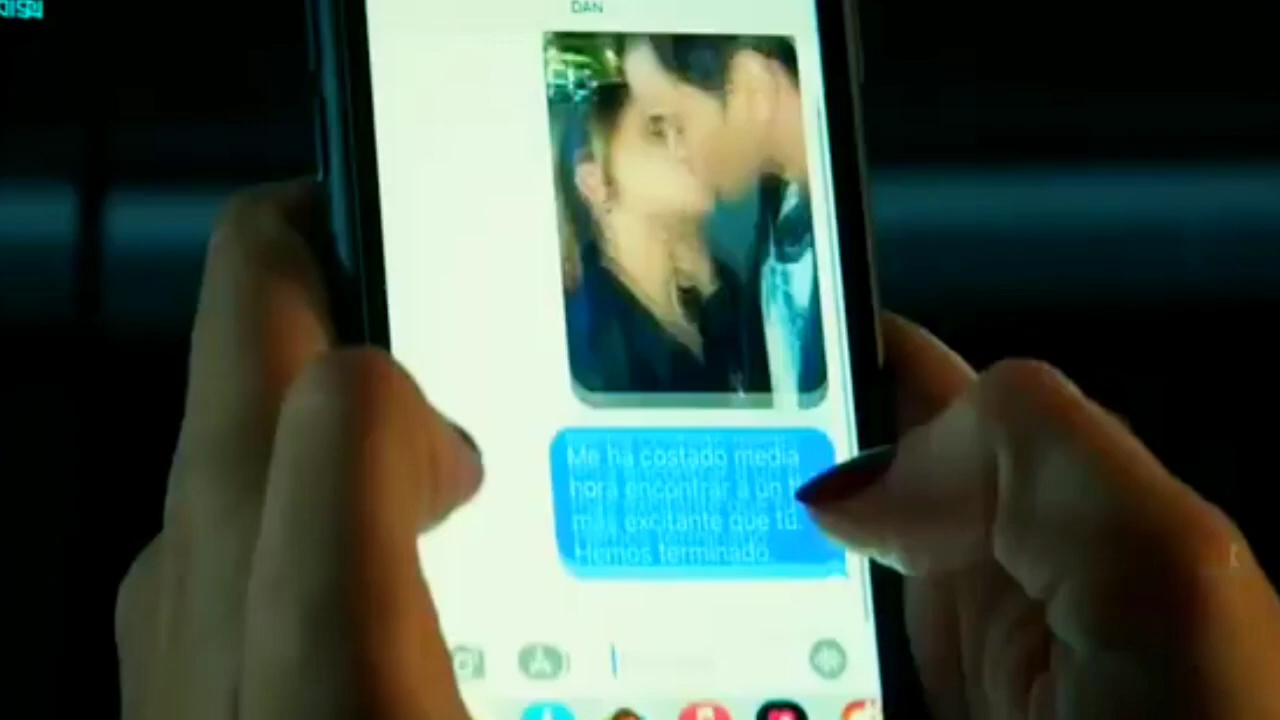 DAN
Me ha costado media
hora encontrar a un
más excitante que tú.
Hemos terminado.